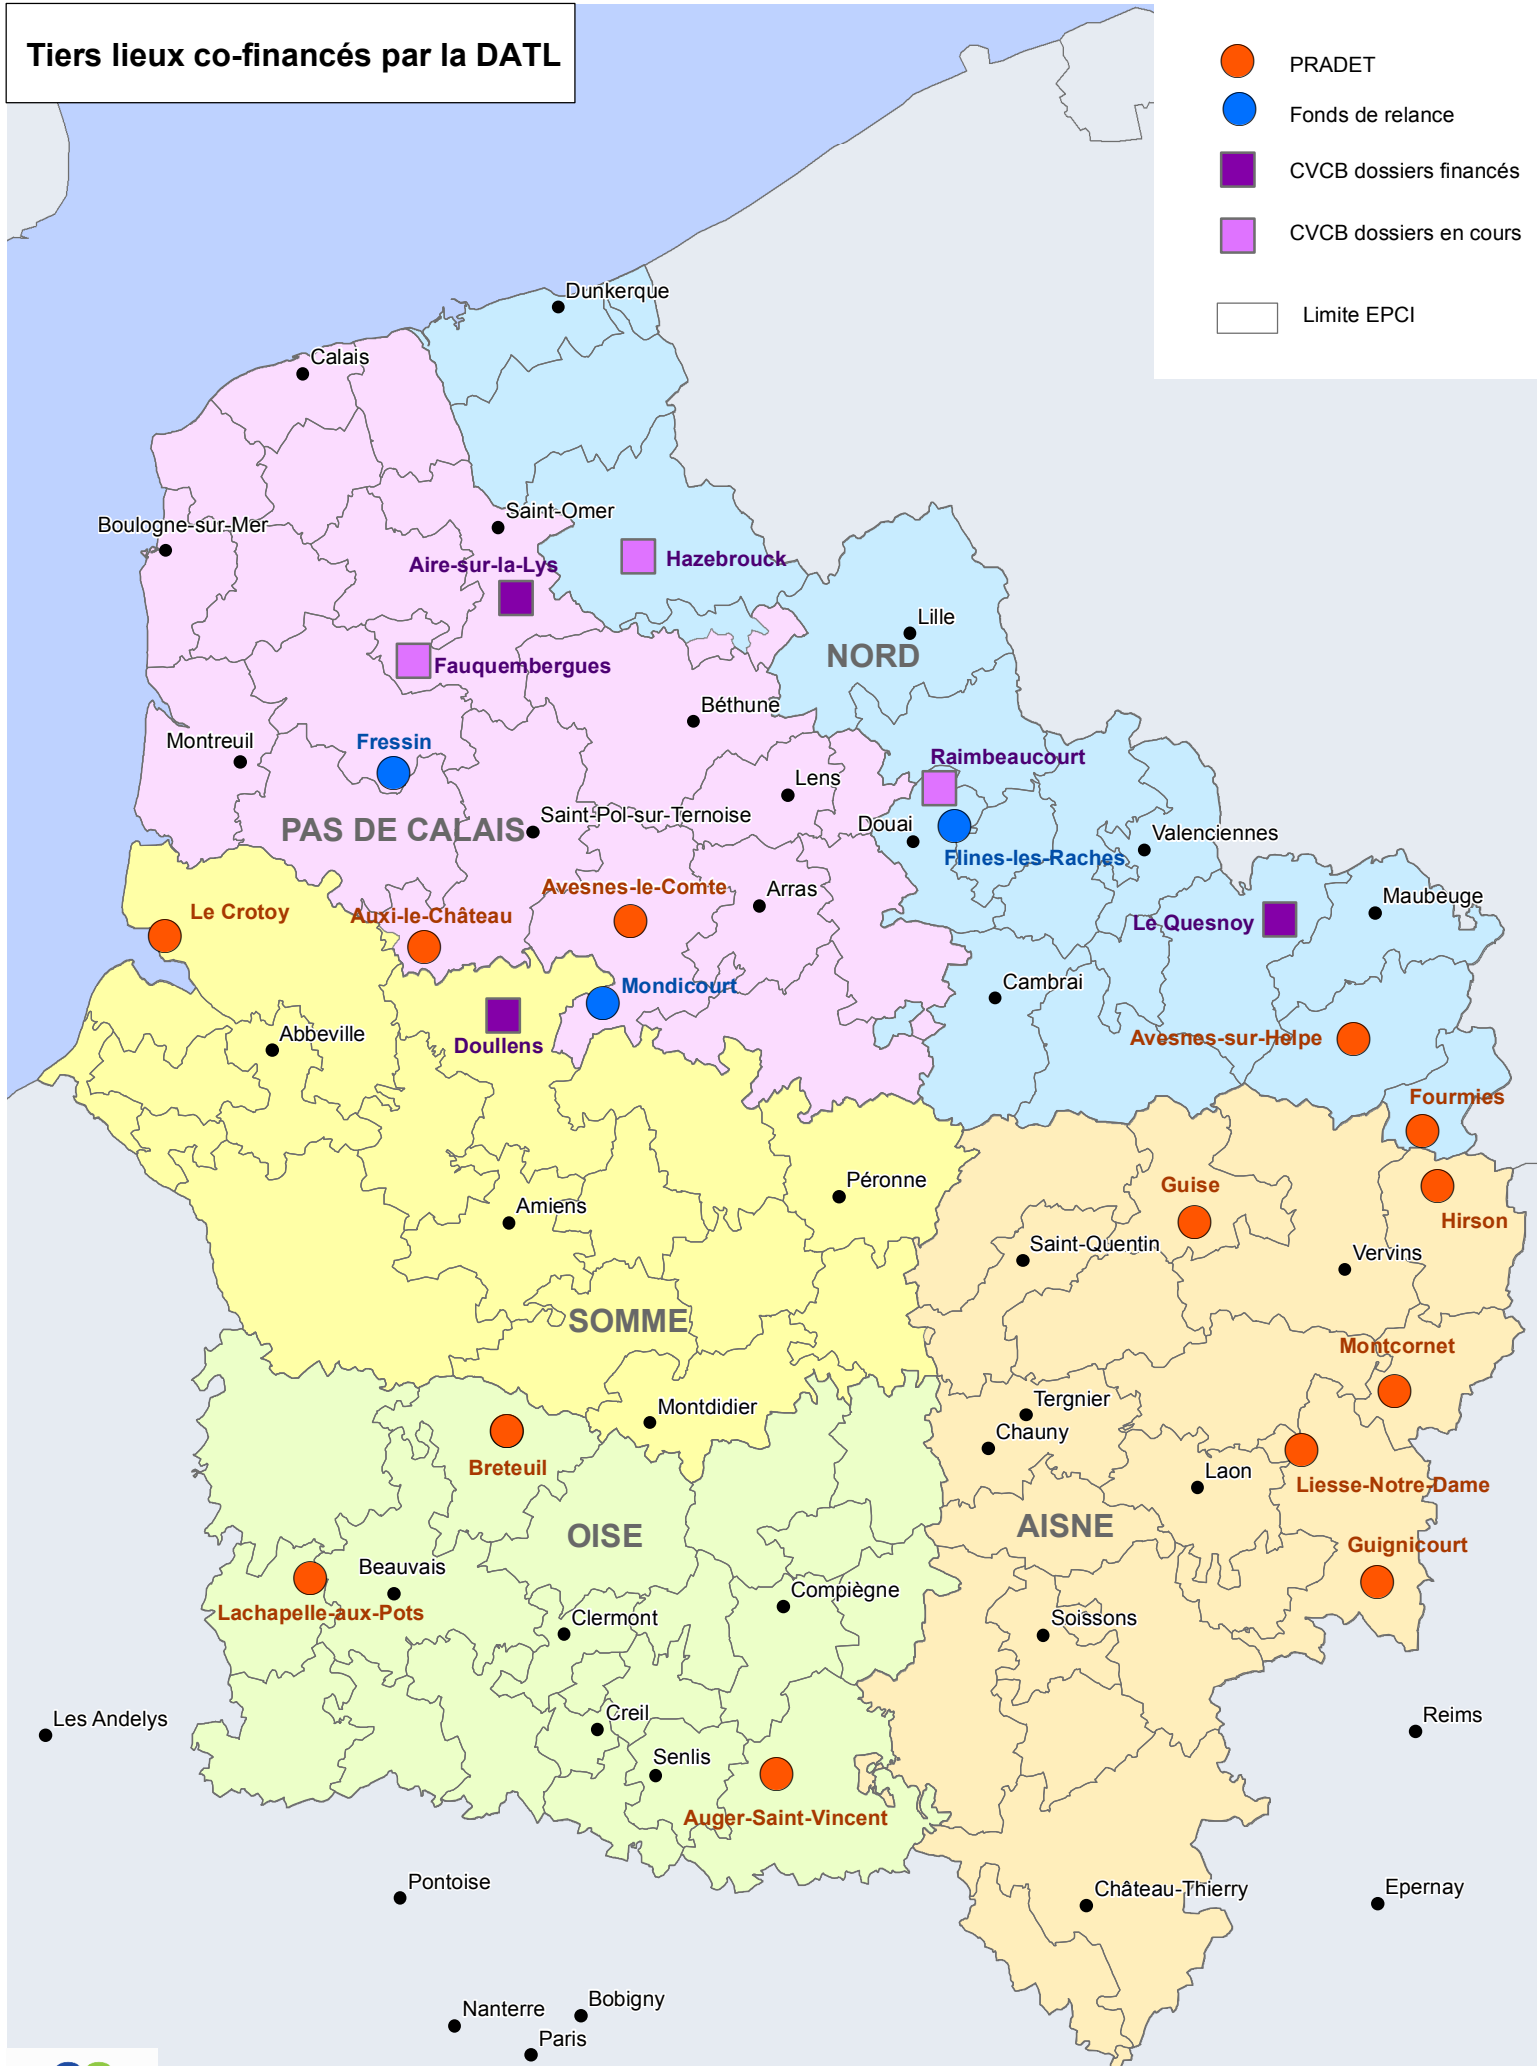 Tiers lieux co-financés par la DATL
PRADET
Fonds de relance
CVCB dossiers financés
CVCB dossiers en cours
Limite EPCI
Dunkerque
Calais
Saint-Omer
Boulogne-sur-Mer
Aire-sur-la-Lys
Hazebrouck
Lille
NORD
Fauquembergues
Béthune
Montreuil
Fressin
Raimbeaucourt
Lens
Saint-Pol-sur-Ternoise
PAS DE CALAIS
Douai
Valenciennes
Flines-les-Raches
Avesnes-le-Comte
Arras
Maubeuge
Le Crotoy
Auxi-le-Château
Le Quesnoy
Mondicourt
Cambrai
Abbeville
Doullens
Avesnes-sur-Helpe
Fourmies
Péronne
Guise
Amiens
Hirson
Saint-Quentin
Vervins
SOMME
Montcornet
Tergnier
Montdidier
Chauny
Breteuil
Laon
Liesse-Notre-Dame
OISE
AISNE
Guignicourt
Beauvais
Compiègne
Lachapelle-aux-Pots
Clermont
Soissons
Les Andelys
Creil
Reims
Senlis
Auger-Saint-Vincent
Pontoise
Château-Thierry
Epernay
Nanterre
Bobigny
Paris